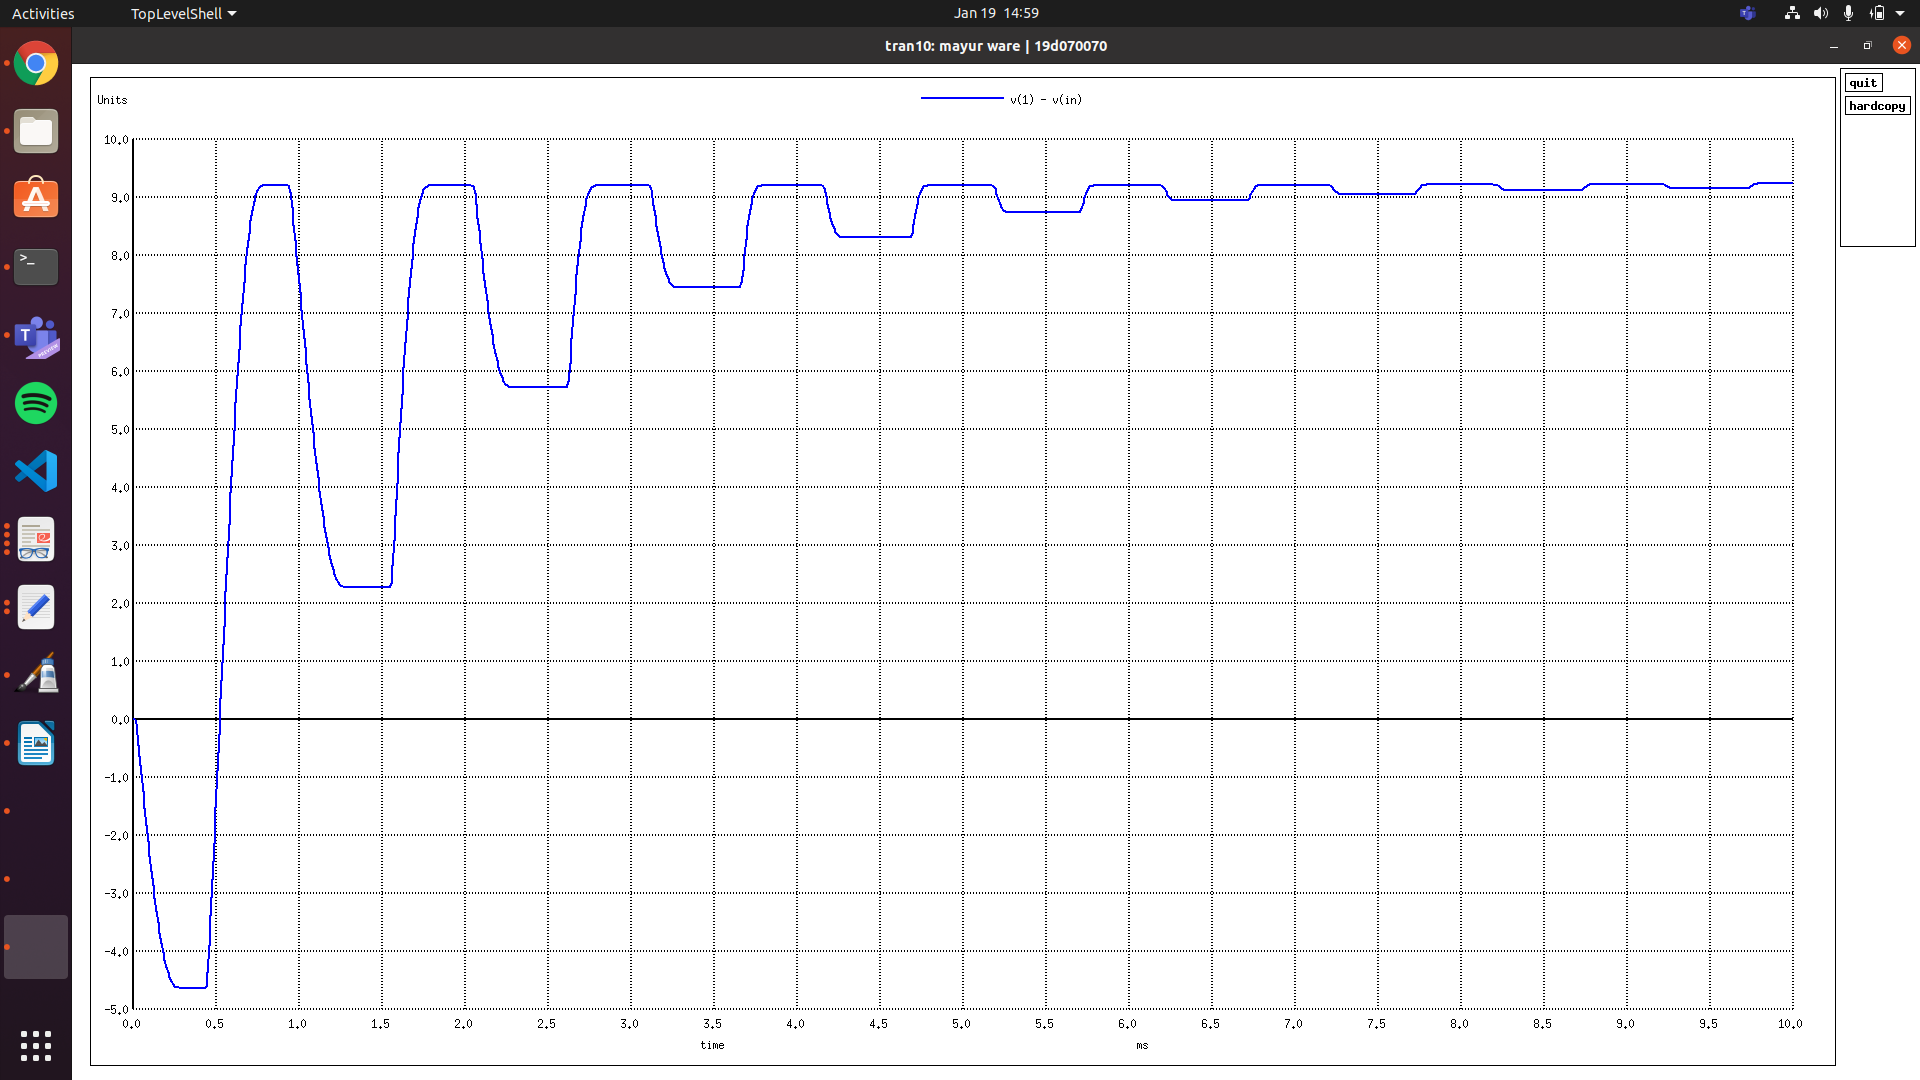 Activities
TopLevelShell
Jan 19 14:59
tran10: mayur ware | 19d070070
quit
hardcopy
Units
v(1) - v(in)
10.0
9.0
8.0
7.0
6.0
5.0
4.0
3.0
2.0
1.0
0.0
-1.0
-2.0
-3.0
-4.0
-5.0
0.0 0.5 1.0 1.5 2.0 2.5 3.0 3.5 4.0 4.5 5.0 5.5 6.0 6.5 7.0 7.5 8.0 8.5 9.0 9.5 10.0
time ms
>_
T
PREVIEW